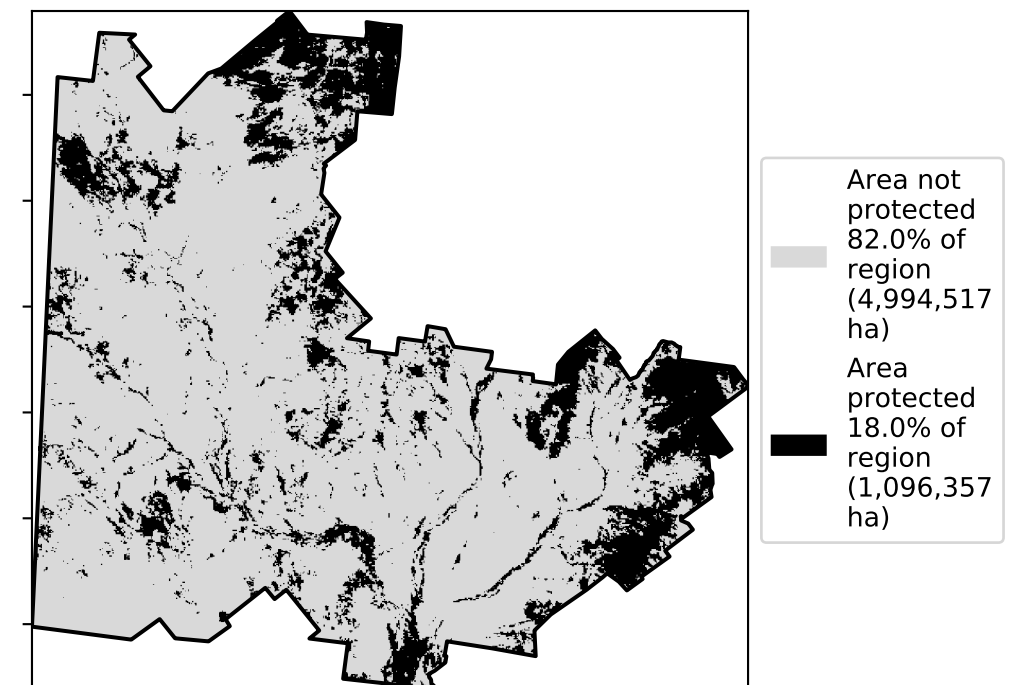 Area not
protected
82.0% of
region
(4,994,517
ha)
Area
protected
18.0% of
region
(1,096,357
ha)